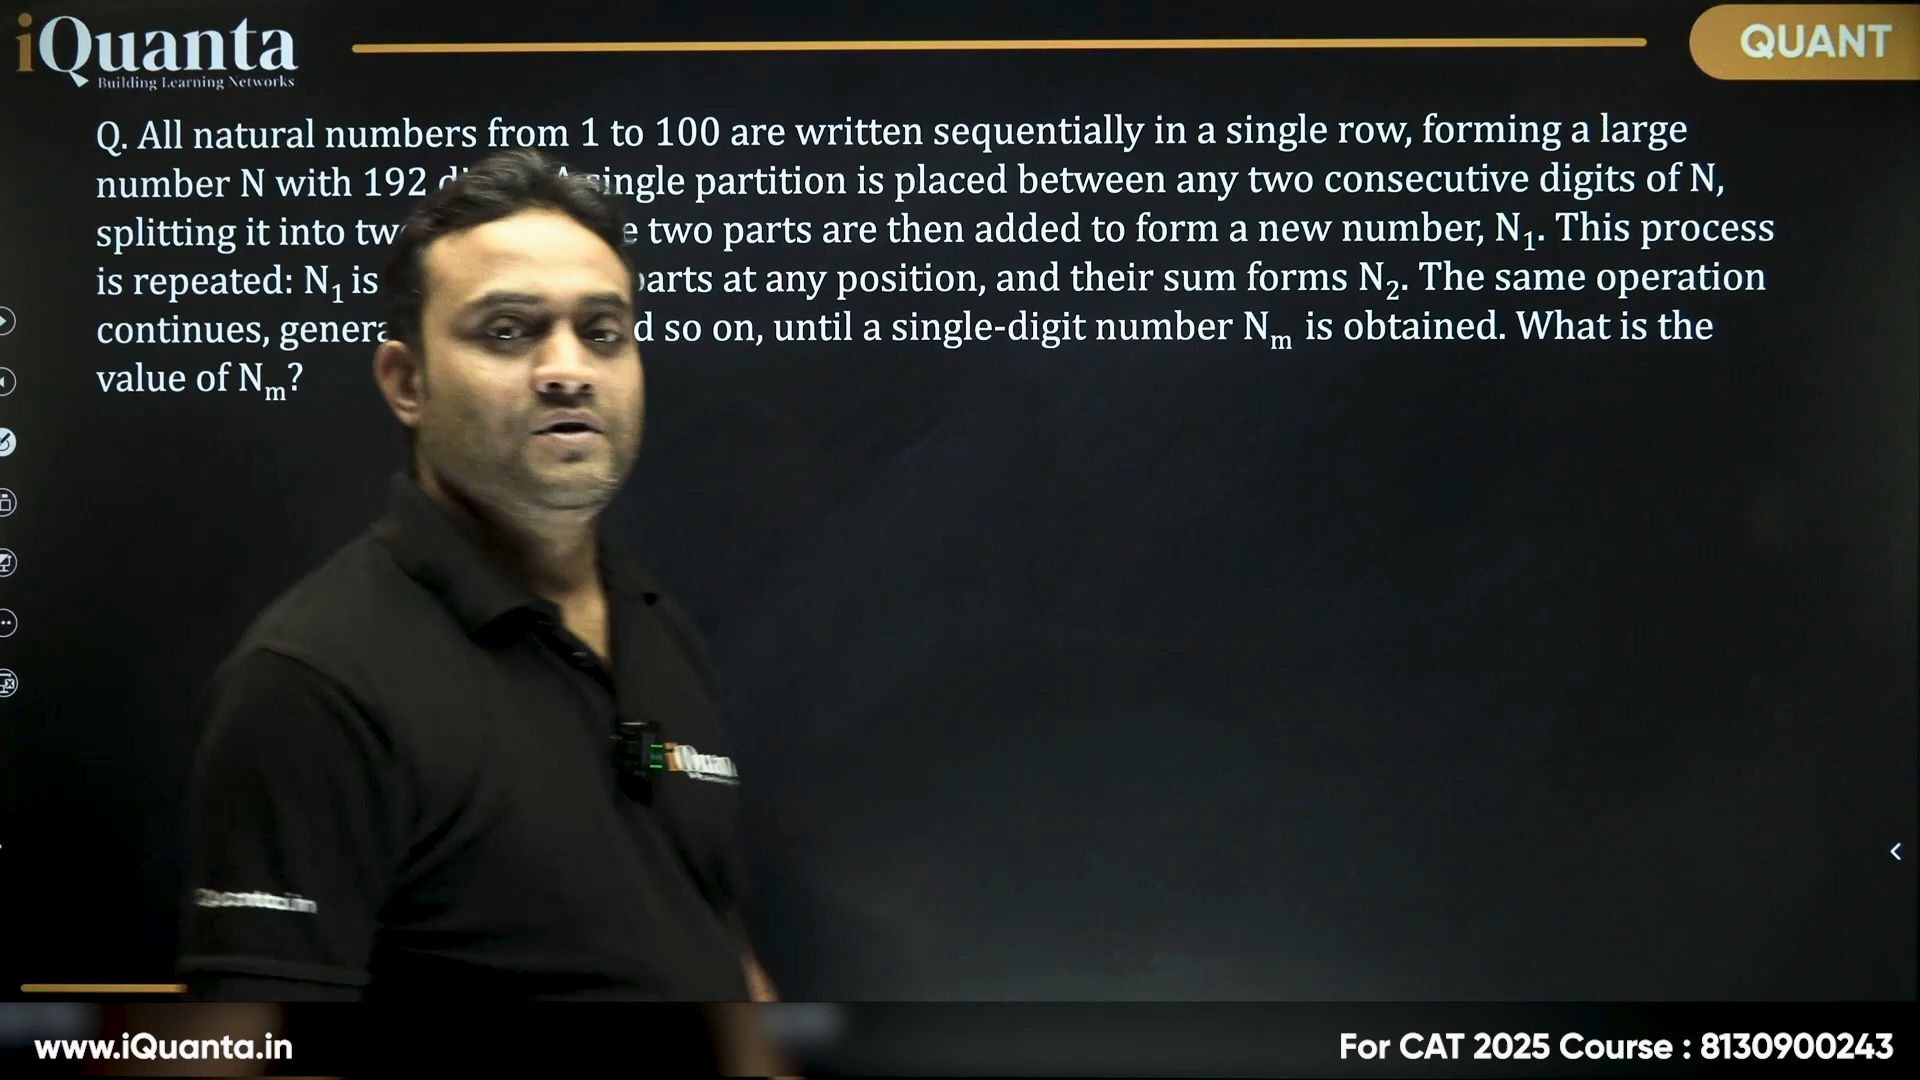 iQuanta
Building Learning Networks
QUANT
Q. All natural numbers from 1 to 100 are written sequentially in a single row, forming a large
number N with 192 single partition is placed between any two consecutive digits of N,
splitting it into two parts are then added to form a new number, N₁. This process
is repeated: N₁ is at any position, and their sum forms N₂. The same operation
continues, so on, until a single-digit number Nₘ is obtained. What is the
value of Nₘ?
www.iQuanta.in
For CAT 2025 Course : 8130900243